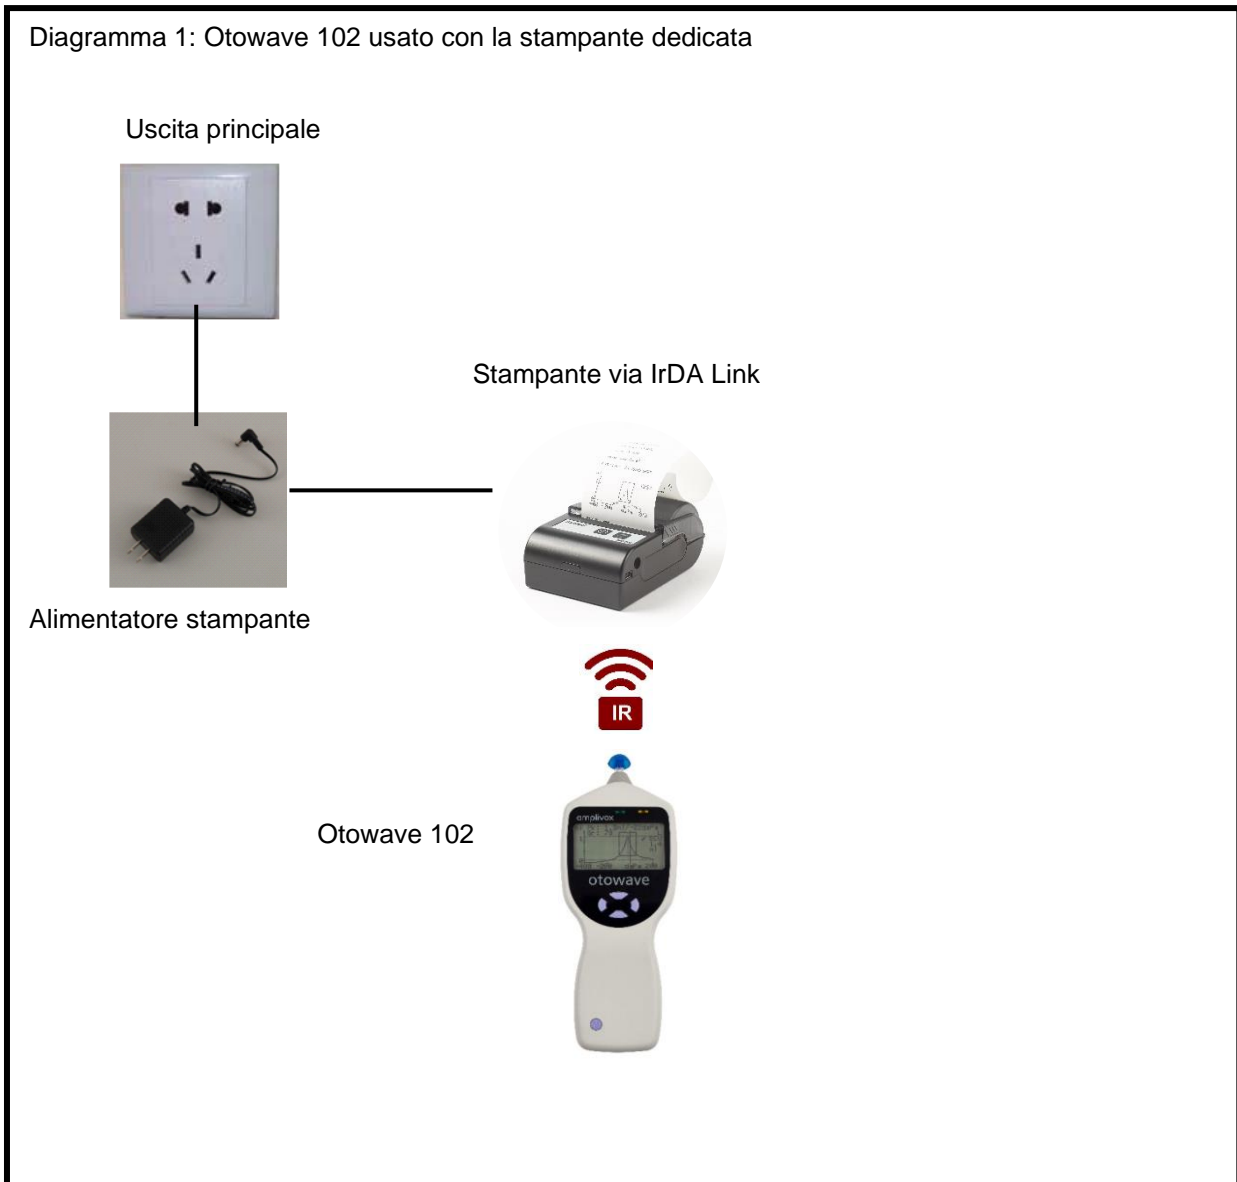 Diagramma 1: Otowave 102 usato con la stampante dedicata
Uscita principale
Stampante via IrDA Link
Alimentatore stampante
IR
Otowave 102
amplivox
otowave